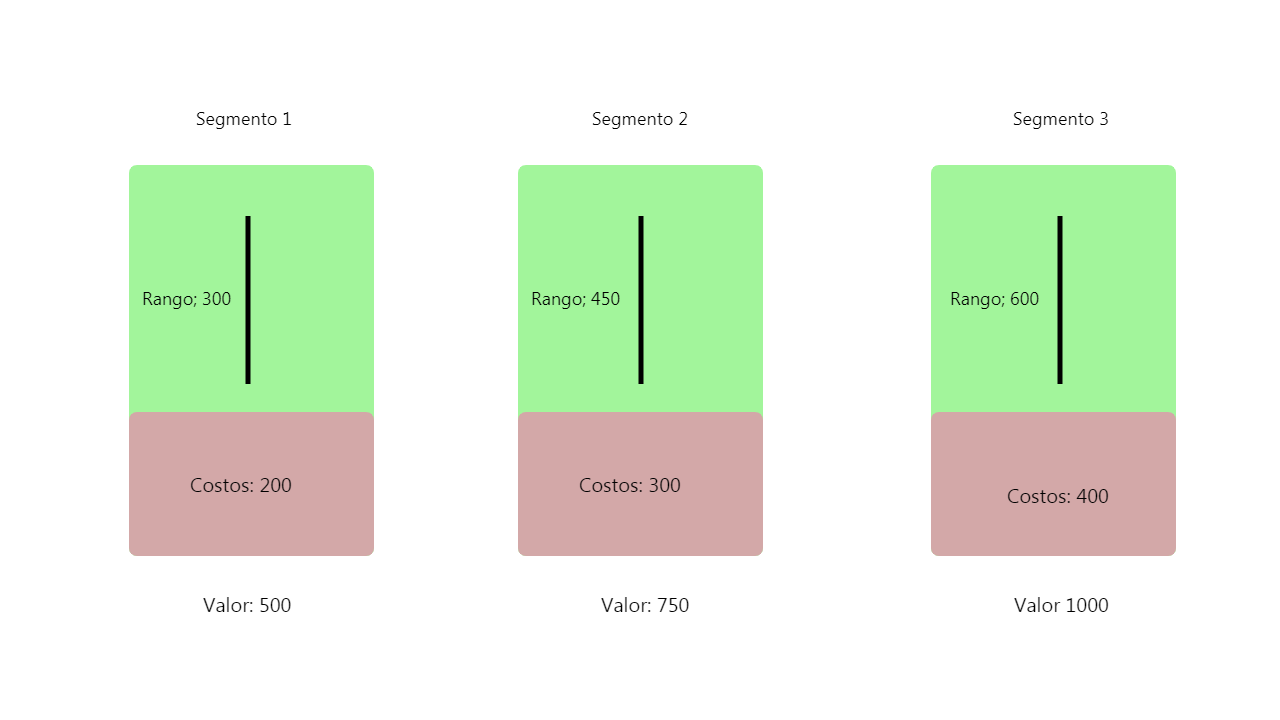 Segmento 1
Segmento 2
Segmento 3
Rango; 300
Rango; 450
Rango; 600
Costos: 200
Costos: 300
Costos: 400
Valor: 500
Valor: 750
Valor 1000